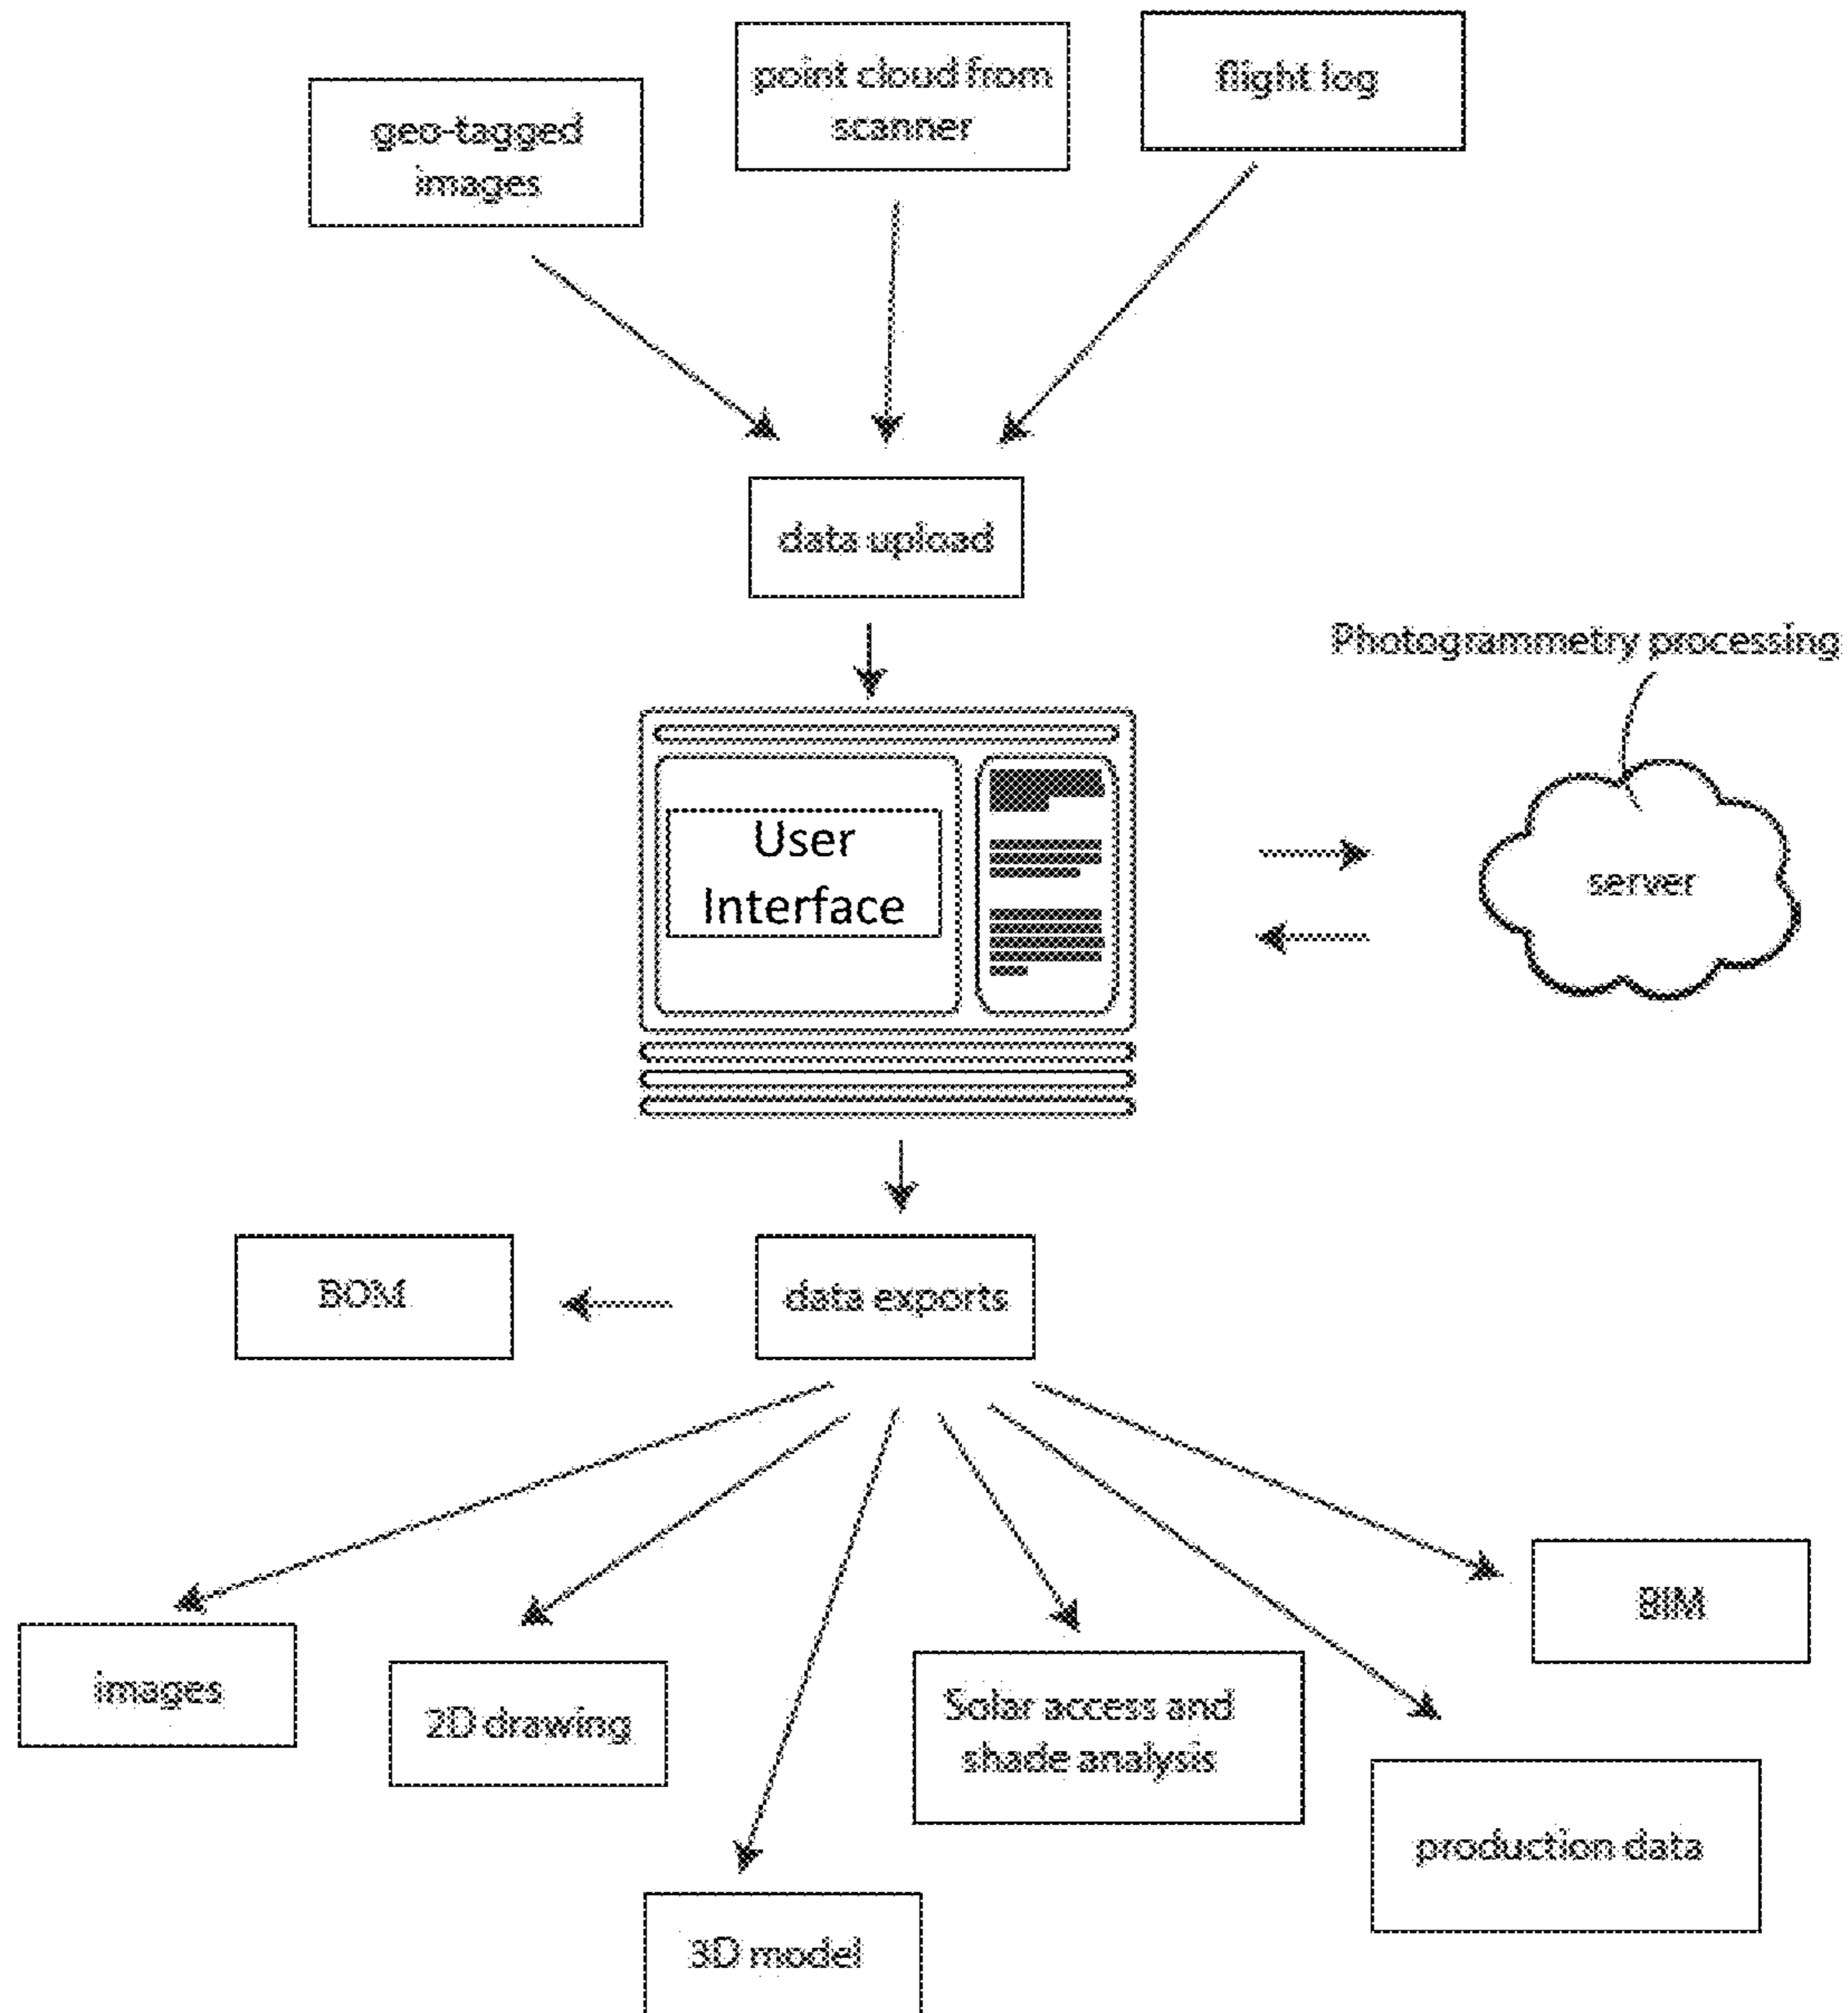 geo-tagged
images
point cloud from
scanner
flight log
data upload
Photogrammetry processing
User
Interface
server
BOM
data exports
images
2D drawing
3D model
Solar access and
shade analysis
production data
BIM